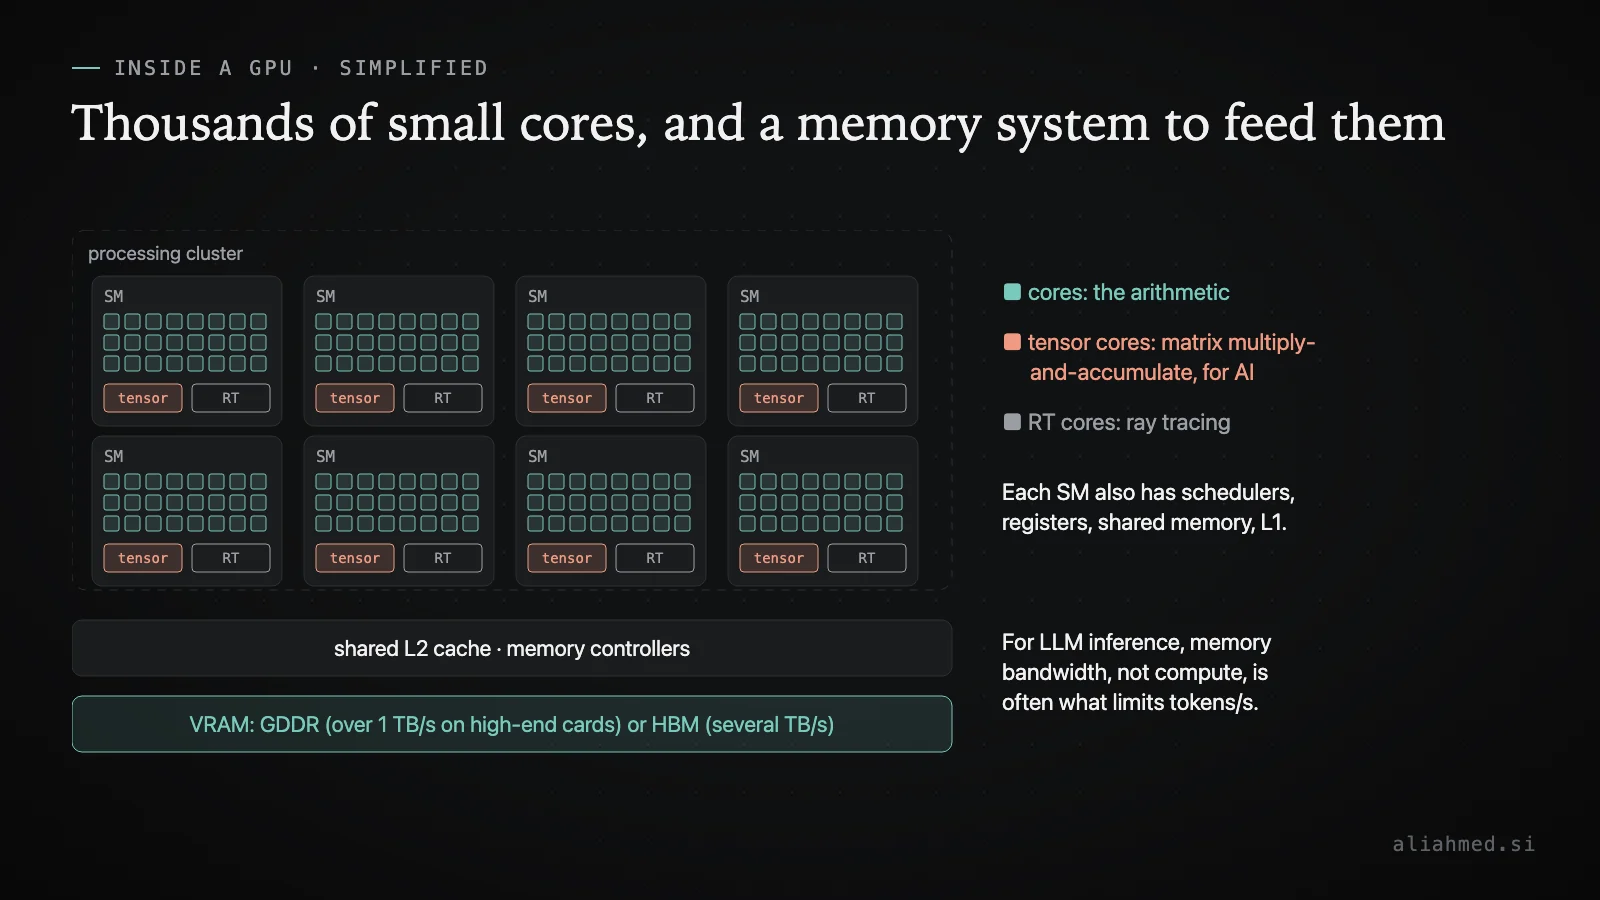 INSIDE A GPU · SIMPLIFIED
Thousands of small cores, and a memory system to feed them
processing cluster
SM SM SM SM
tensor RT tensor RT tensor RT tensor RT
SM SM SM SM
tensor RT tensor RT tensor RT tensor RT
shared L2 cache · memory controllers
VRAM: GDDR (over 1 TB/s on high-end cards) or HBM (several TB/s)
cores: the arithmetic
tensor cores: matrix multiply-
and-accumulate, for AI
RT cores: ray tracing
Each SM also has schedulers,
registers, shared memory, L1.
For LLM inference, memory
bandwidth, not compute, is
often what limits tokens/s.
aliahmed.si